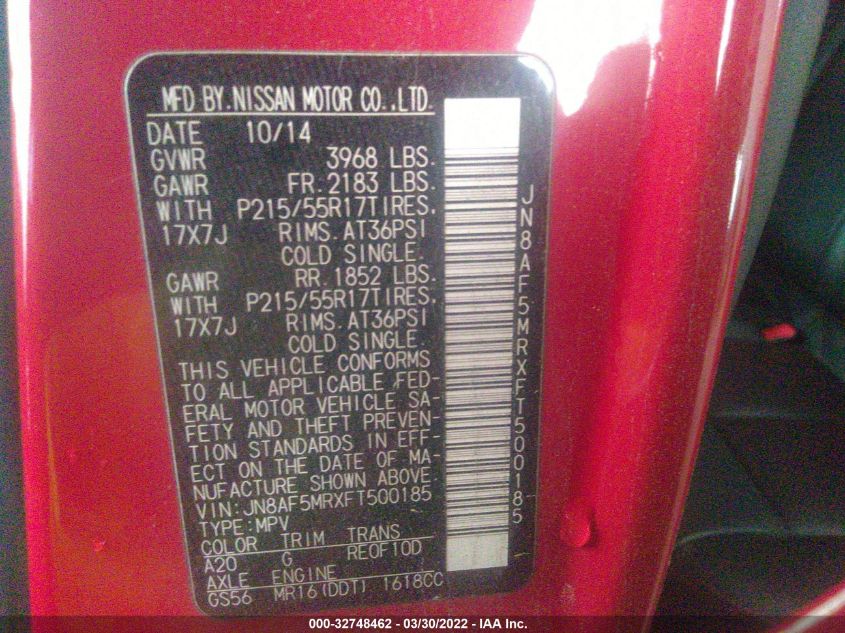 MFD BY.NISSAN MOTOR CO.,LTD.
DATE 10/14
GVWR 3968 LBS.
GAWR FR.2183 LBS.
WITH P215/55R17TIRES.
17X7J RIMS.AT36PSI
COLD SINGLE.
GAWR RR.1852 LBS.
WITH P215/55R17TIRES.
17X7J RIMS.AT36PSI
COLD SINGLE.
THIS VEHICLE CONFORMS
TO ALL APPLICABLE FED-
ERAL MOTOR VEHICLE SA-
FETY AND THEFT PREVEN-
TION STANDARDS IN EFF-
ECT ON THE DATE OF MA-
NUFACTURE SHOWN ABOVE.
VIN:JN8AF5MRXFT500185
TYPE:MPV
COLOR TRIM TRANS
A20 G RE0F10D
AXLE ENGINE
GS56 MR16(DDT) 1618CC
JN8AF5MRXFT500185
000-32748462 - 03/30/2022 - IAA Inc.